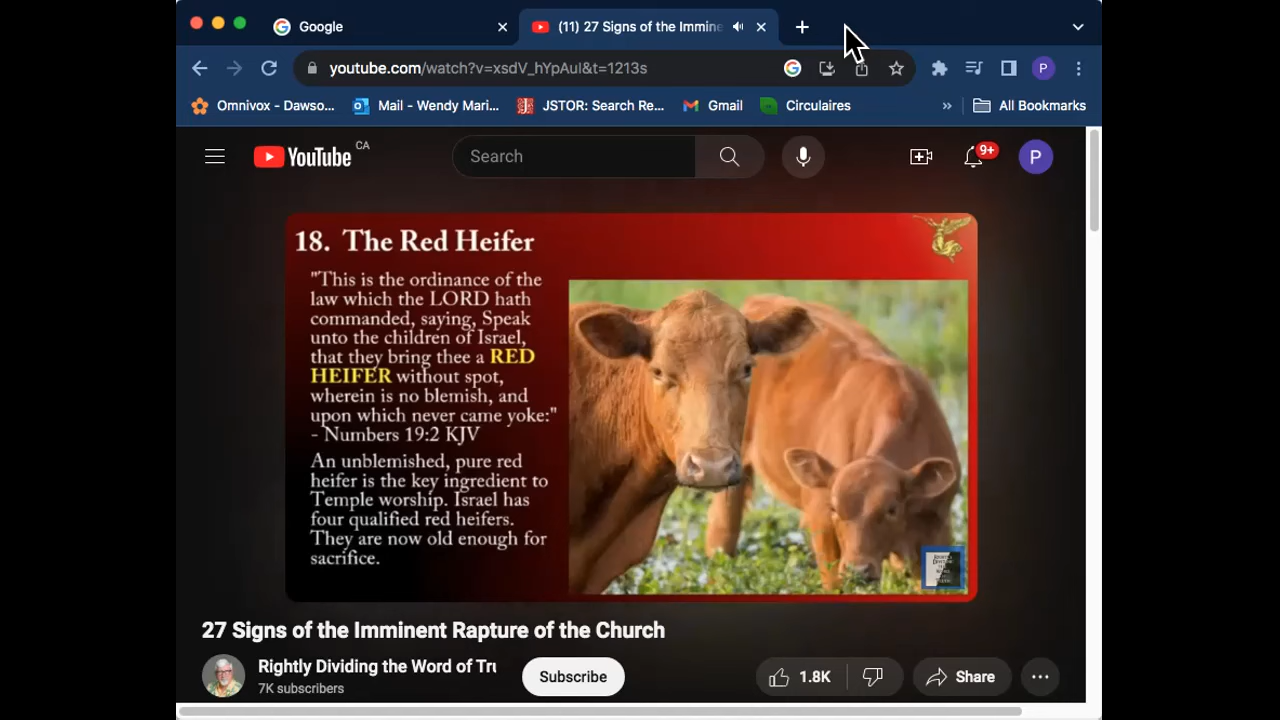 Google
(11) 27 Signs of the Immine
youtube.com/watch?v=xsdV_hYpAuI&t=1213s
P
Omnivox - Dawso...
Mail - Wendy Mari...
JSTOR: Search Re...
Gmail
Circulaires
»
All Bookmarks
YouTube CA
Search
9+
P
18. The Red Heifer
"This is the ordinance of the
law which the LORD hath
commanded, saying, Speak
unto the children of Israel,
that they bring thee a RED
HEIFER without spot,
wherein is no blemish, and
upon which never came yoke:"
- Numbers 19:2 KJV
An unblemished, pure red
heifer is the key ingredient to
Temple worship. Israel has
four qualified red heifers.
They are now old enough for
sacrifice.
27 Signs of the Imminent Rapture of the Church
Rightly Dividing the Word of Tru
7K subscribers
Subscribe
1.8K
Share